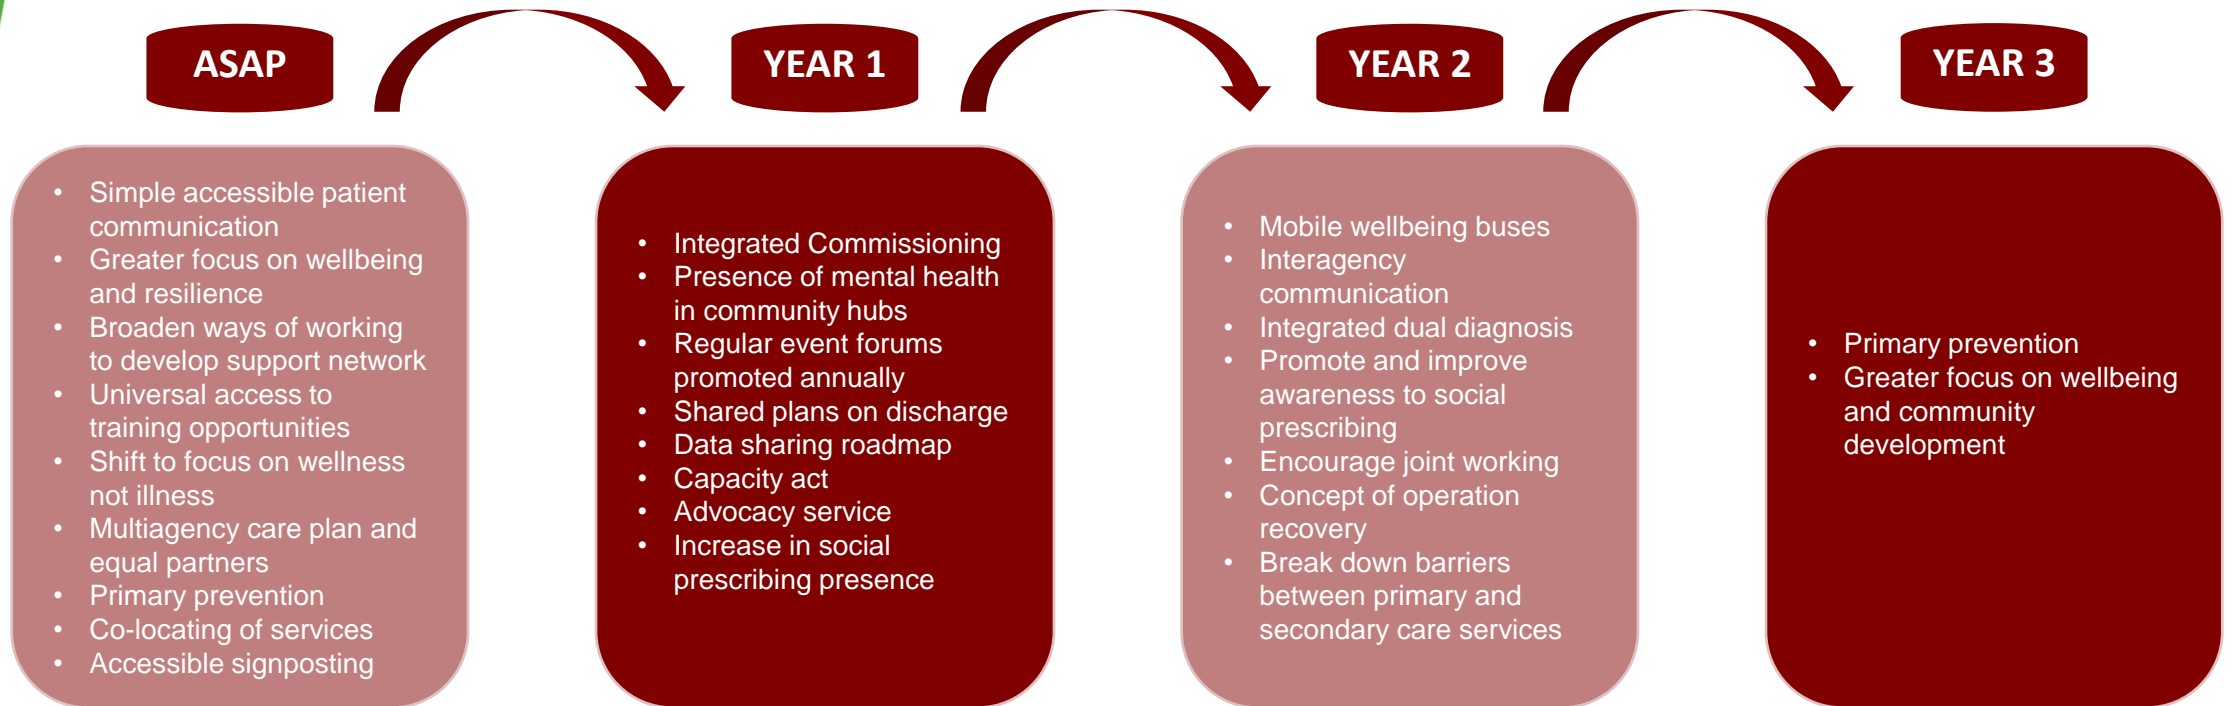 ASAP
YEAR 1
YEAR 2
YEAR 3
• Simple accessible patient
communication
• Greater focus on wellbeing
and resilience
• Broaden ways of working
to develop support network
• Universal access to
training opportunities
• Shift to focus on wellness
not illness
• Multiagency care plan and
equal partners
• Primary prevention
• Co-locating of services
• Accessible signposting
• Integrated Commissioning
• Presence of mental health
in community hubs
• Regular event forums
promoted annually
• Shared plans on discharge
• Data sharing roadmap
• Capacity act
• Advocacy service
• Increase in social
prescribing presence
• Mobile wellbeing buses
• Interagency
communication
• Integrated dual diagnosis
• Promote and improve
awareness to social
prescribing
• Encourage joint working
• Concept of operation
recovery
• Break down barriers
between primary and
secondary care services
• Primary prevention
• Greater focus on wellbeing
and community
development